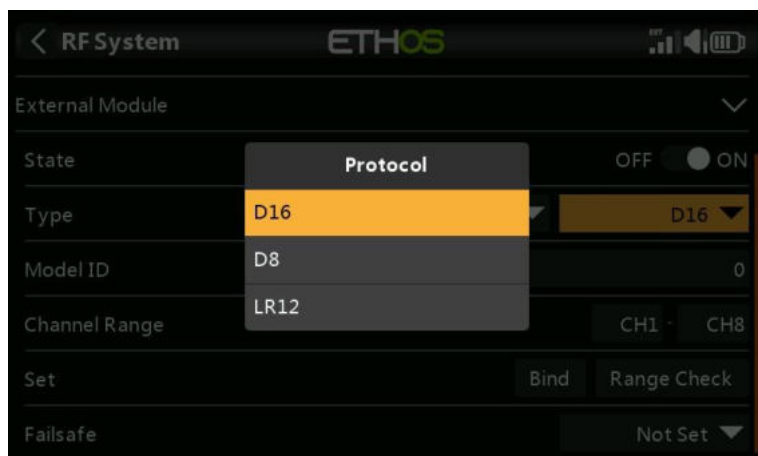 RF System ETHOS EXT
External Module
State OFF ON
Protocol
Type D16
D16
D8
LR12
Model ID 0
Channel Range CH1 - CH8
Set Bind Range Check
Failsafe Not Set